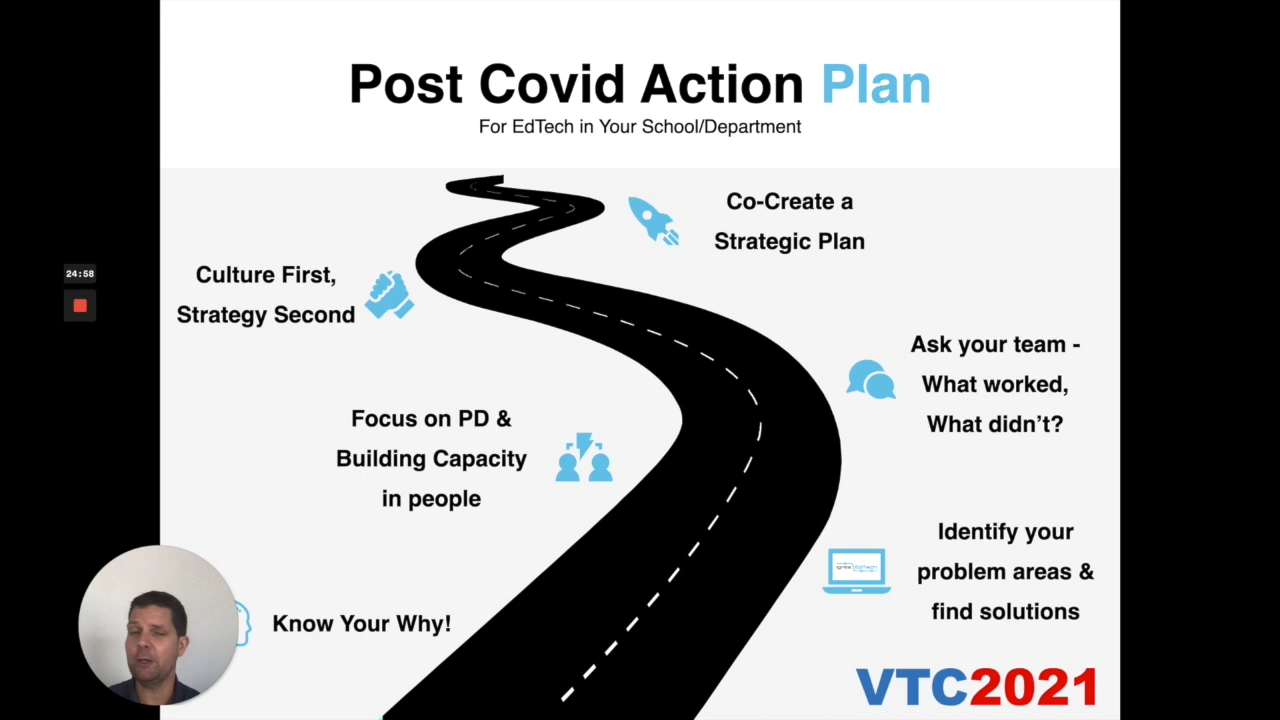 Post Covid Action Plan
For EdTech in Your School/Department
Co-Create a
Strategic Plan
Culture First,
Strategy Second
24:58
Ask your team -
What worked,
What didn’t?
Focus on PD &
Building Capacity
in people
Identify your
problem areas &
find solutions
ignite EdTech
Know Your Why!
VTC2021